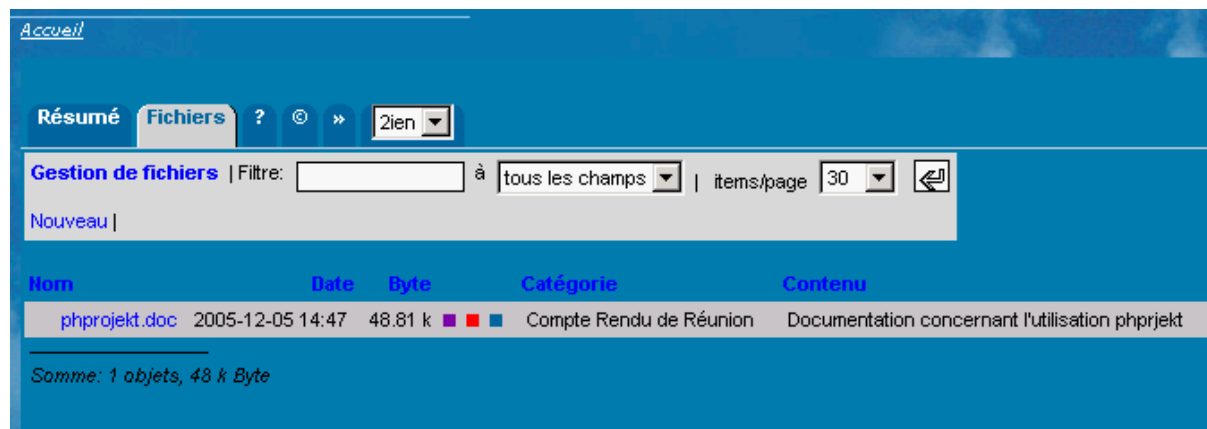 Accueil
Résumé Fichiers ? © » 2ien
Gestion de fichiers | Filtre: à tous les champs | items/page 30
Nouveau |
Nom Date Byte Catégorie Contenu
phprojekt.doc 2005-12-05 14:47 48.81 k Compte Rendu de Réunion Documentation concernant l'utilisation phprjekt
Somme: 1 objets, 48 k Byte